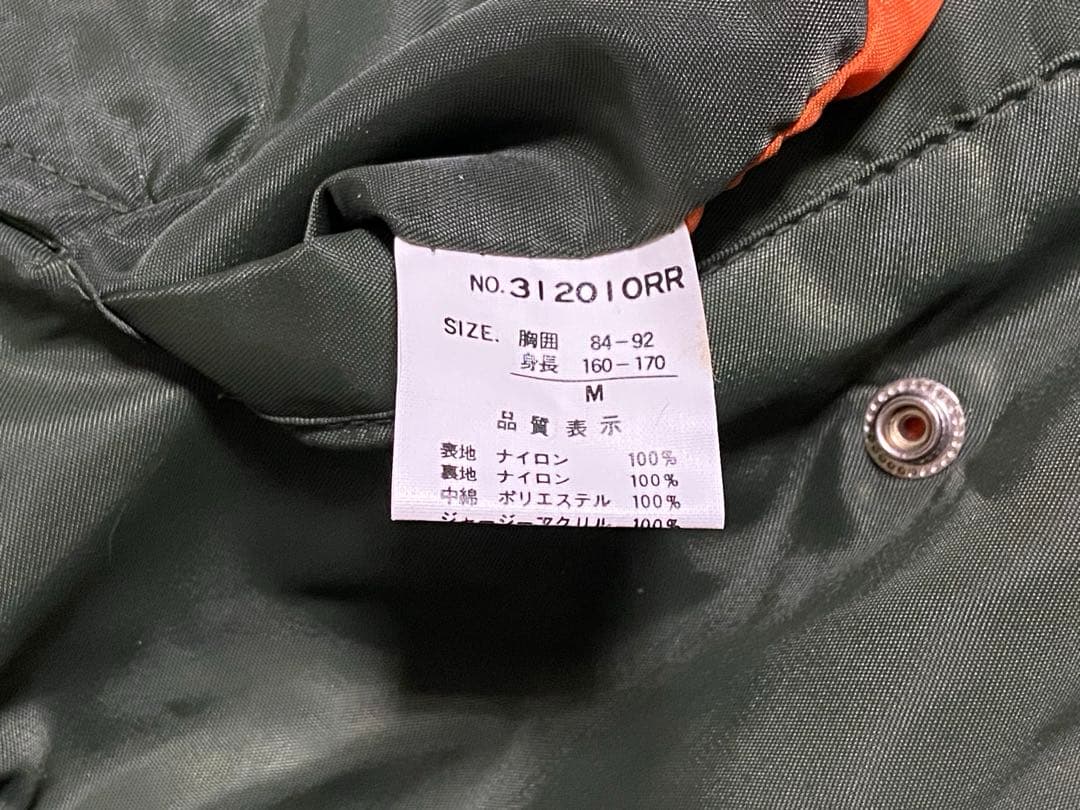 NO. 312010RR
SIZE. 胸囲 84-92
身長 160-170
M
品質表示
表地 ナイロン 100%
裏地 ナイロン 100%
中綿 ポリエステル 100%
ジャージーアクリル 100%